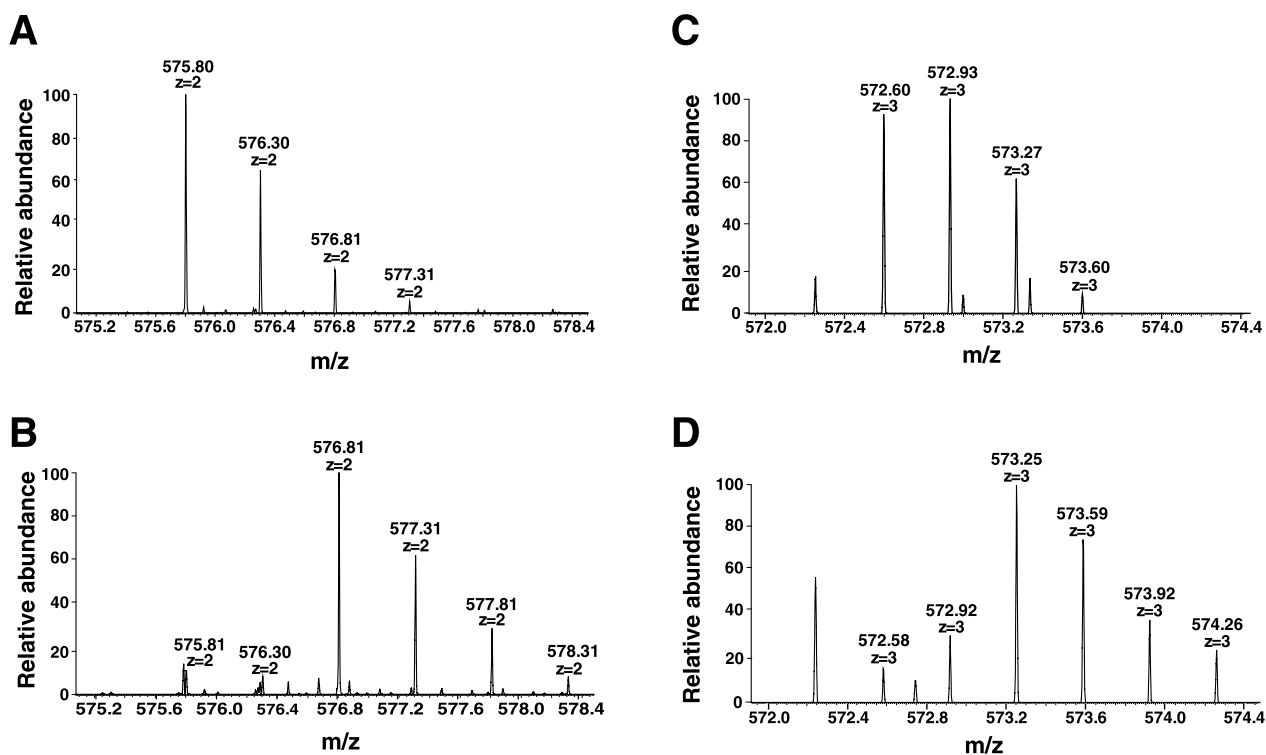 A
575.80
z=2
576.30
z=2
576.81
z=2
577.31
z=2
Relative abundance
100
80
60
40
20
0
575.2 575.6 576.0 576.4 576.8 577.2 577.6 578.0 578.4
m/z
C
572.60
z=3
572.93
z=3
573.27
z=3
573.60
z=3
Relative abundance
100
80
60
40
20
0
572.0 572.4 572.8 573.2 573.6 574.0 574.4
m/z
B
575.81
z=2
576.30
z=2
576.81
z=2
577.31
z=2
577.81
z=2
578.31
z=2
Relative abundance
100
80
60
40
20
0
575.2 575.6 576.0 576.4 576.8 577.2 577.6 578.0 578.4
m/z
D
572.58
z=3
572.92
z=3
573.25
z=3
573.59
z=3
573.92
z=3
574.26
z=3
Relative abundance
100
80
60
40
20
0
572.0 572.4 572.8 573.2 573.6 574.0 574.4
m/z